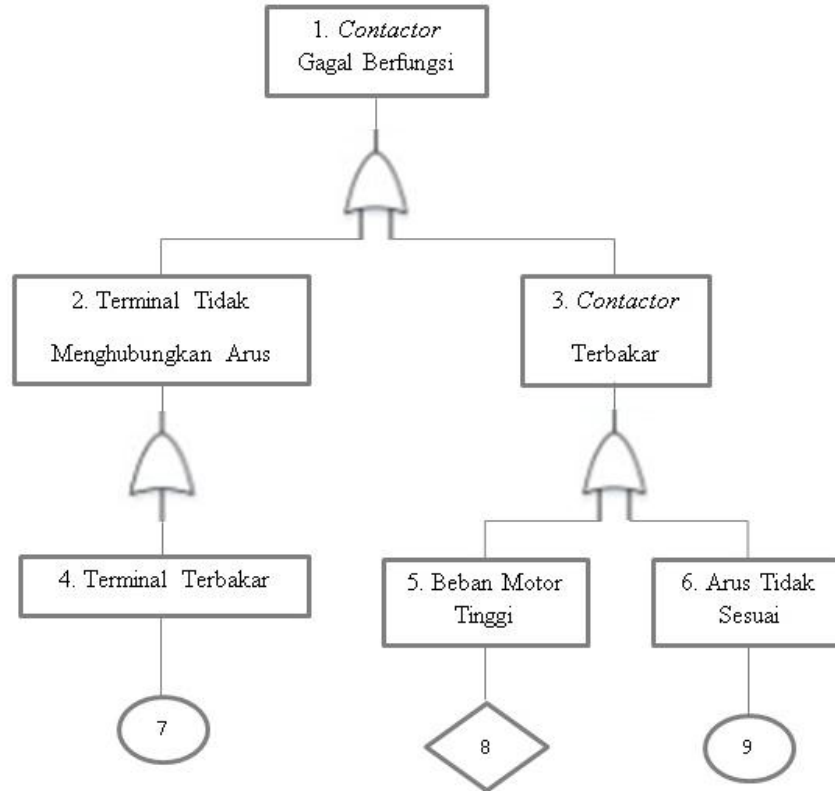 1. Contactor
Gagal Berfungsi
2. Terminal Tidak
Menghubungkan Arus
3. Contactor
Terbakar
4. Terminal Terbakar
5. Beban Motor
Tinggi
6. Arus Tidak
Sesuai
7
8
9